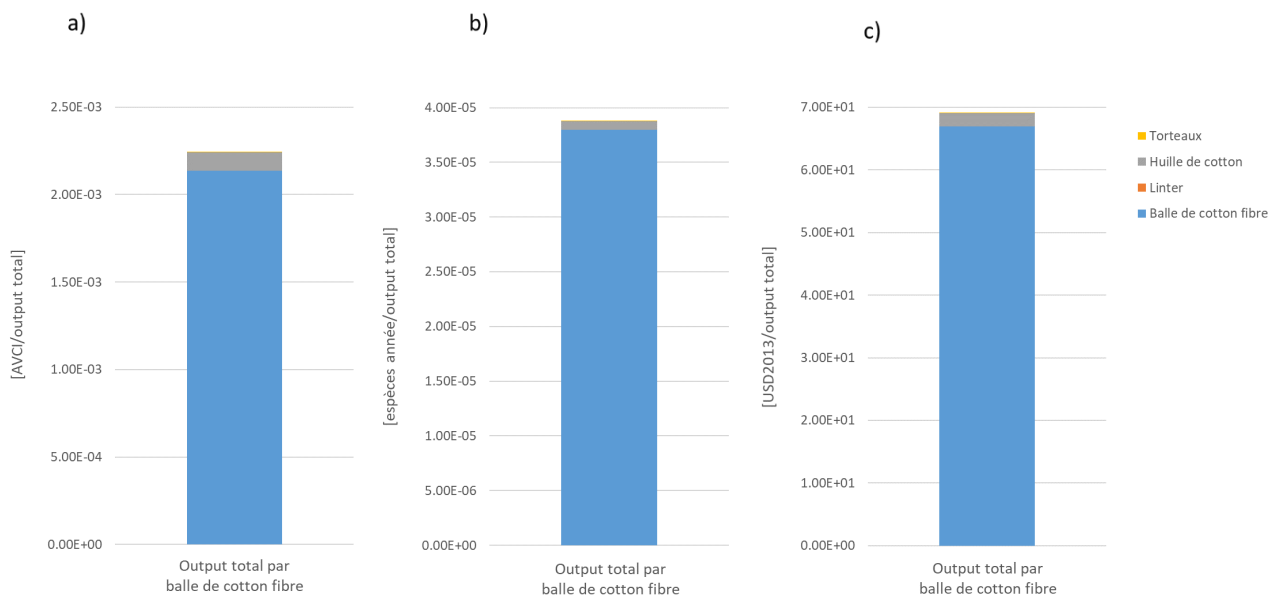 a)
2.50E-03
2.00E-03
1.50E-03
1.00E-03
5.00E-04
0.00E+00
[AVCI/output total]
Output total par
balle de cotton fibre
b)
4.00E-05
3.50E-05
3.00E-05
2.50E-05
2.00E-05
1.50E-05
1.00E-05
5.00E-06
0.00E+00
[espèces année/output total]
Output total par
balle de cotton fibre
c)
7.00E+01
6.00E+01
5.00E+01
4.00E+01
3.00E+01
2.00E+01
1.00E+01
0.00E+00
[USD2013/output total]
Output total par
balle de cotton fibre
Torteaux
Huille de cotton
Linter
Balle de cotton fibre